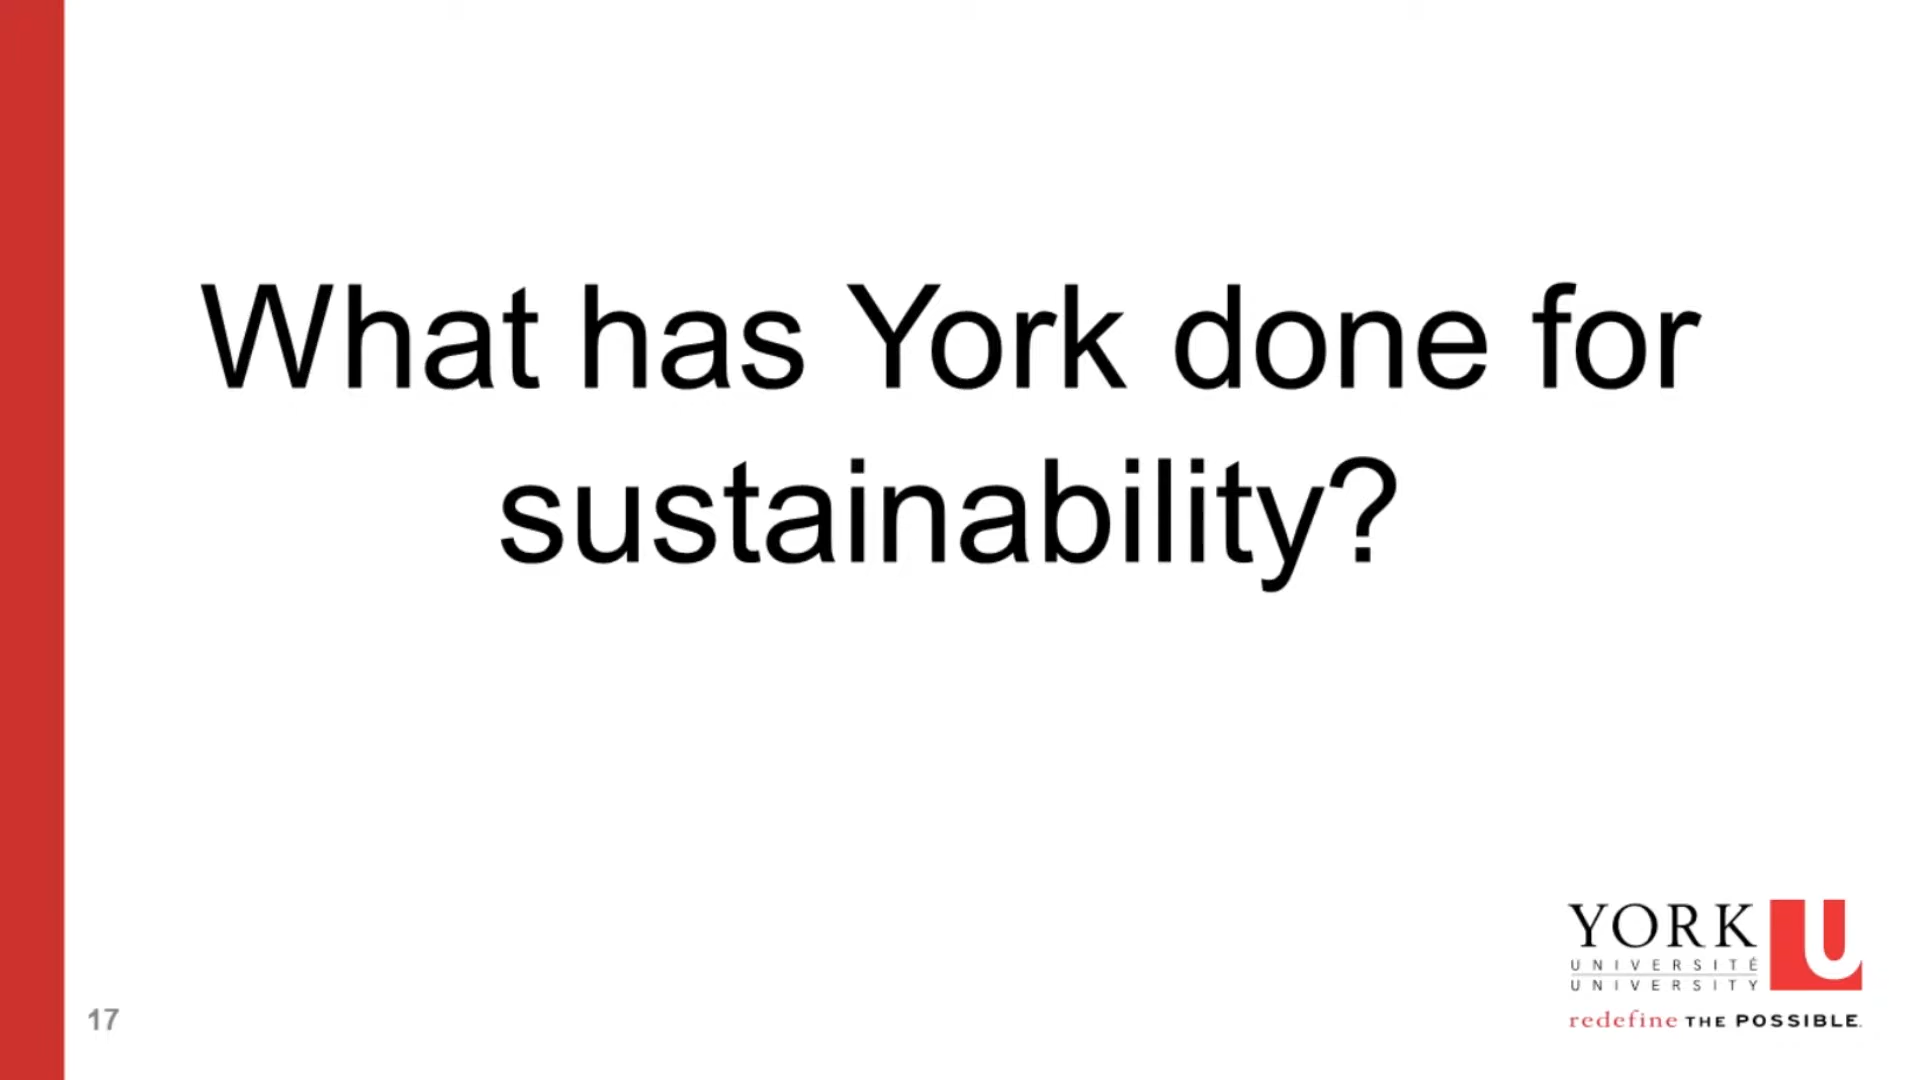 What has York done for
sustainability?
YORK U
UNIVERSITÉ
UNIVERSITY
redefine THE POSSIBLE.
17